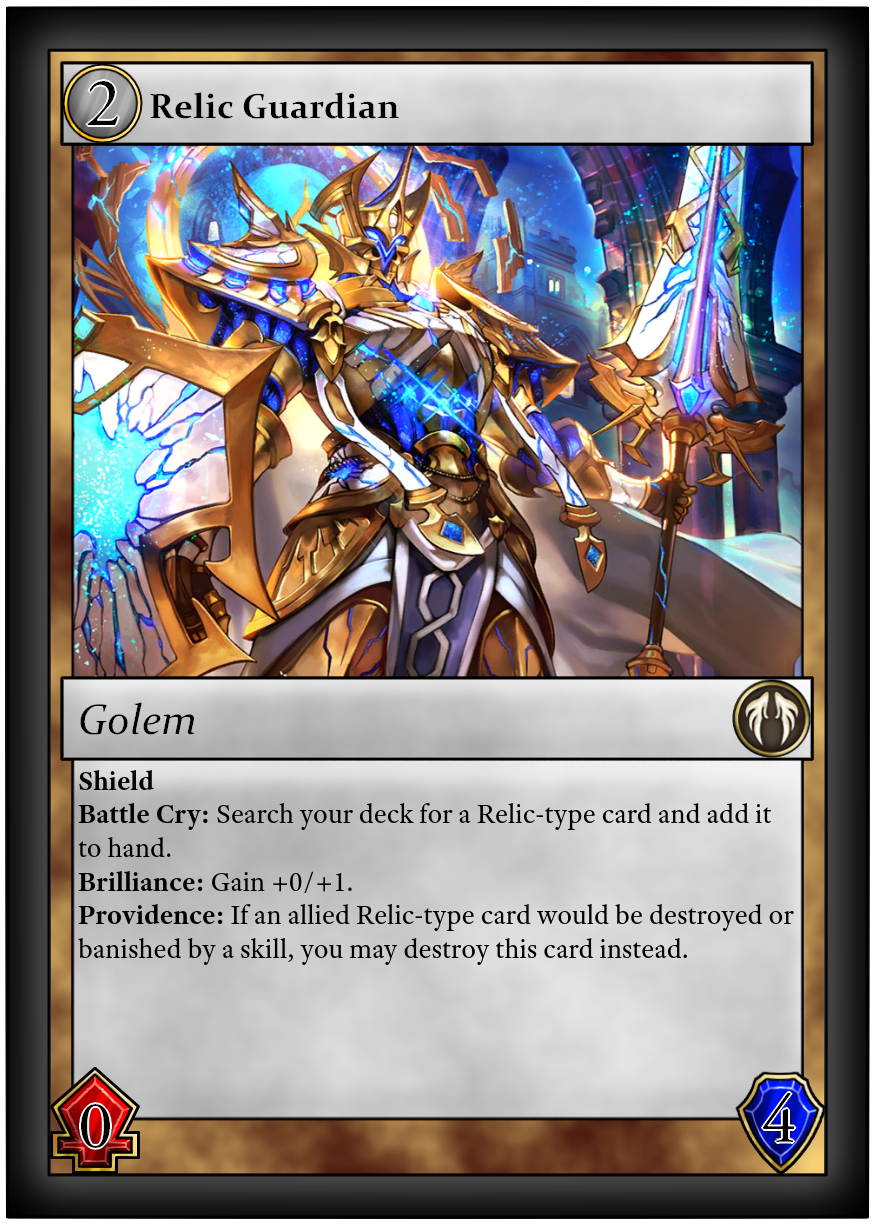 2 Relic Guardian
Golem
Shield
Battle Cry: Search your deck for a Relic-type card and add it
to hand.
Brilliance: Gain +0/+1.
Providence: If an allied Relic-type card would be destroyed or
banished by a skill, you may destroy this card instead.
0
4